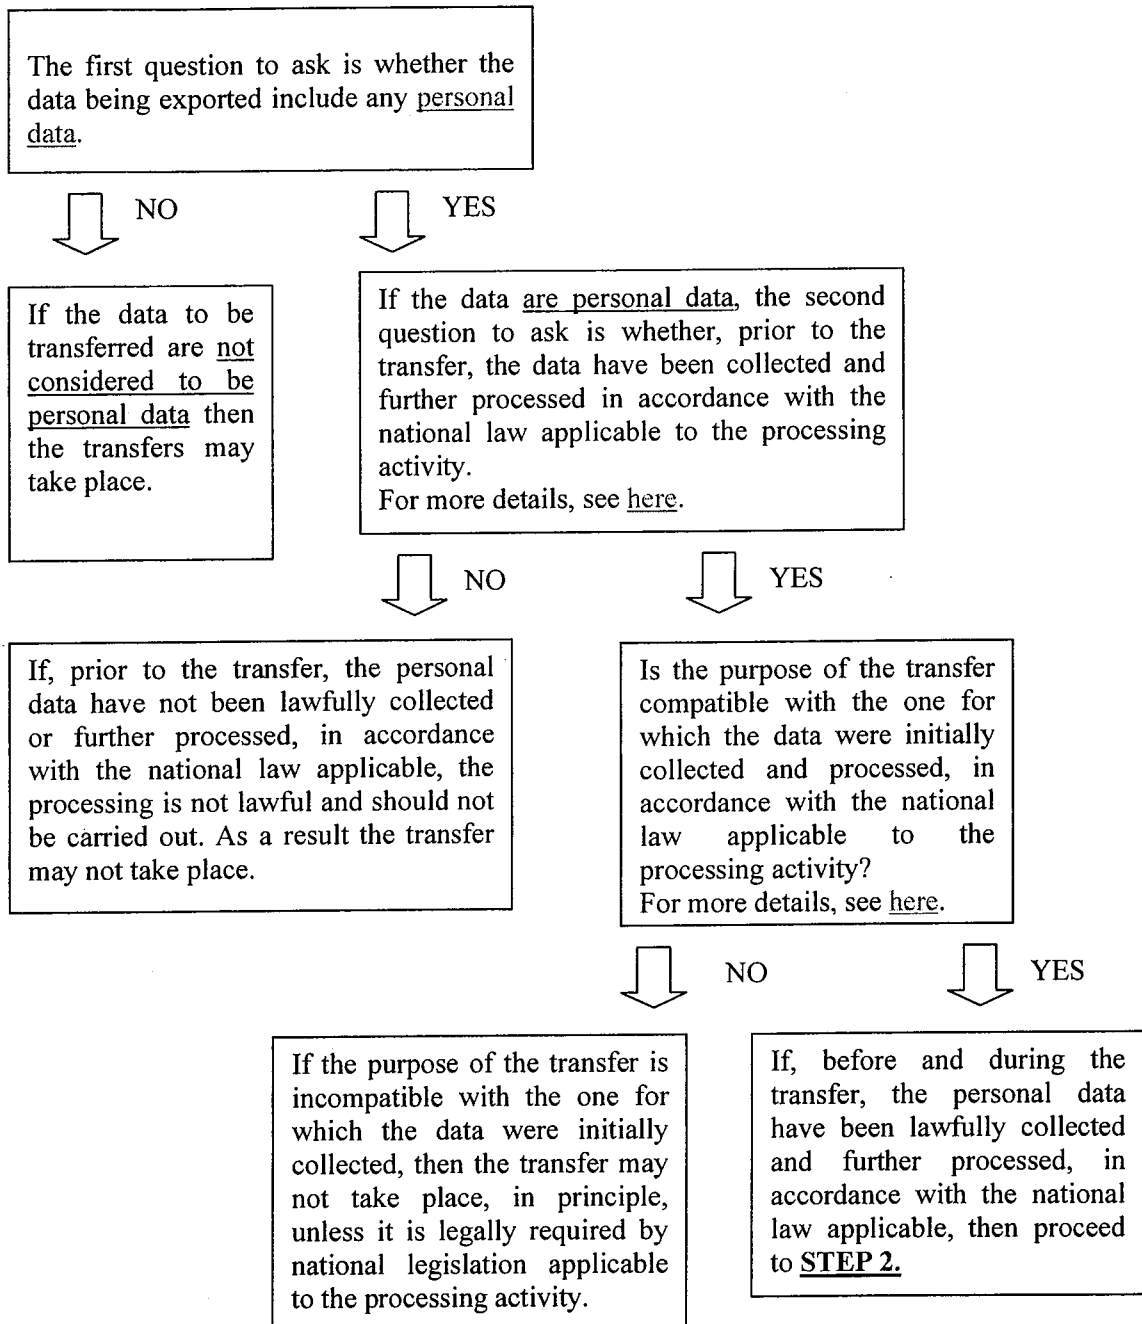 The first question to ask is whether the
data being exported include any personal
data.
NO
YES
If the data to be
transferred are not
considered to be
personal data then
the transfers may
take place.
If the data are personal data, the second
question to ask is whether, prior to the
transfer, the data have been collected and
further processed in accordance with the
national law applicable to the processing
activity.
For more details, see here.
NO
YES
If, prior to the transfer, the personal
data have not been lawfully collected
or further processed, in accordance
with the national law applicable, the
processing is not lawful and should not
be carried out. As a result the transfer
may not take place.
Is the purpose of the transfer
compatible with the one for
which the data were initially
collected and processed, in
accordance with the national
law applicable to the
processing activity?
For more details, see here.
NO
YES
If the purpose of the transfer is
incompatible with the one for
which the data were initially
collected, then the transfer may
not take place, in principle,
unless it is legally required by
national legislation applicable
to the processing activity.
If, before and during the
transfer, the personal data
have been lawfully collected
and further processed, in
accordance with the national
law applicable, then proceed
to STEP 2.